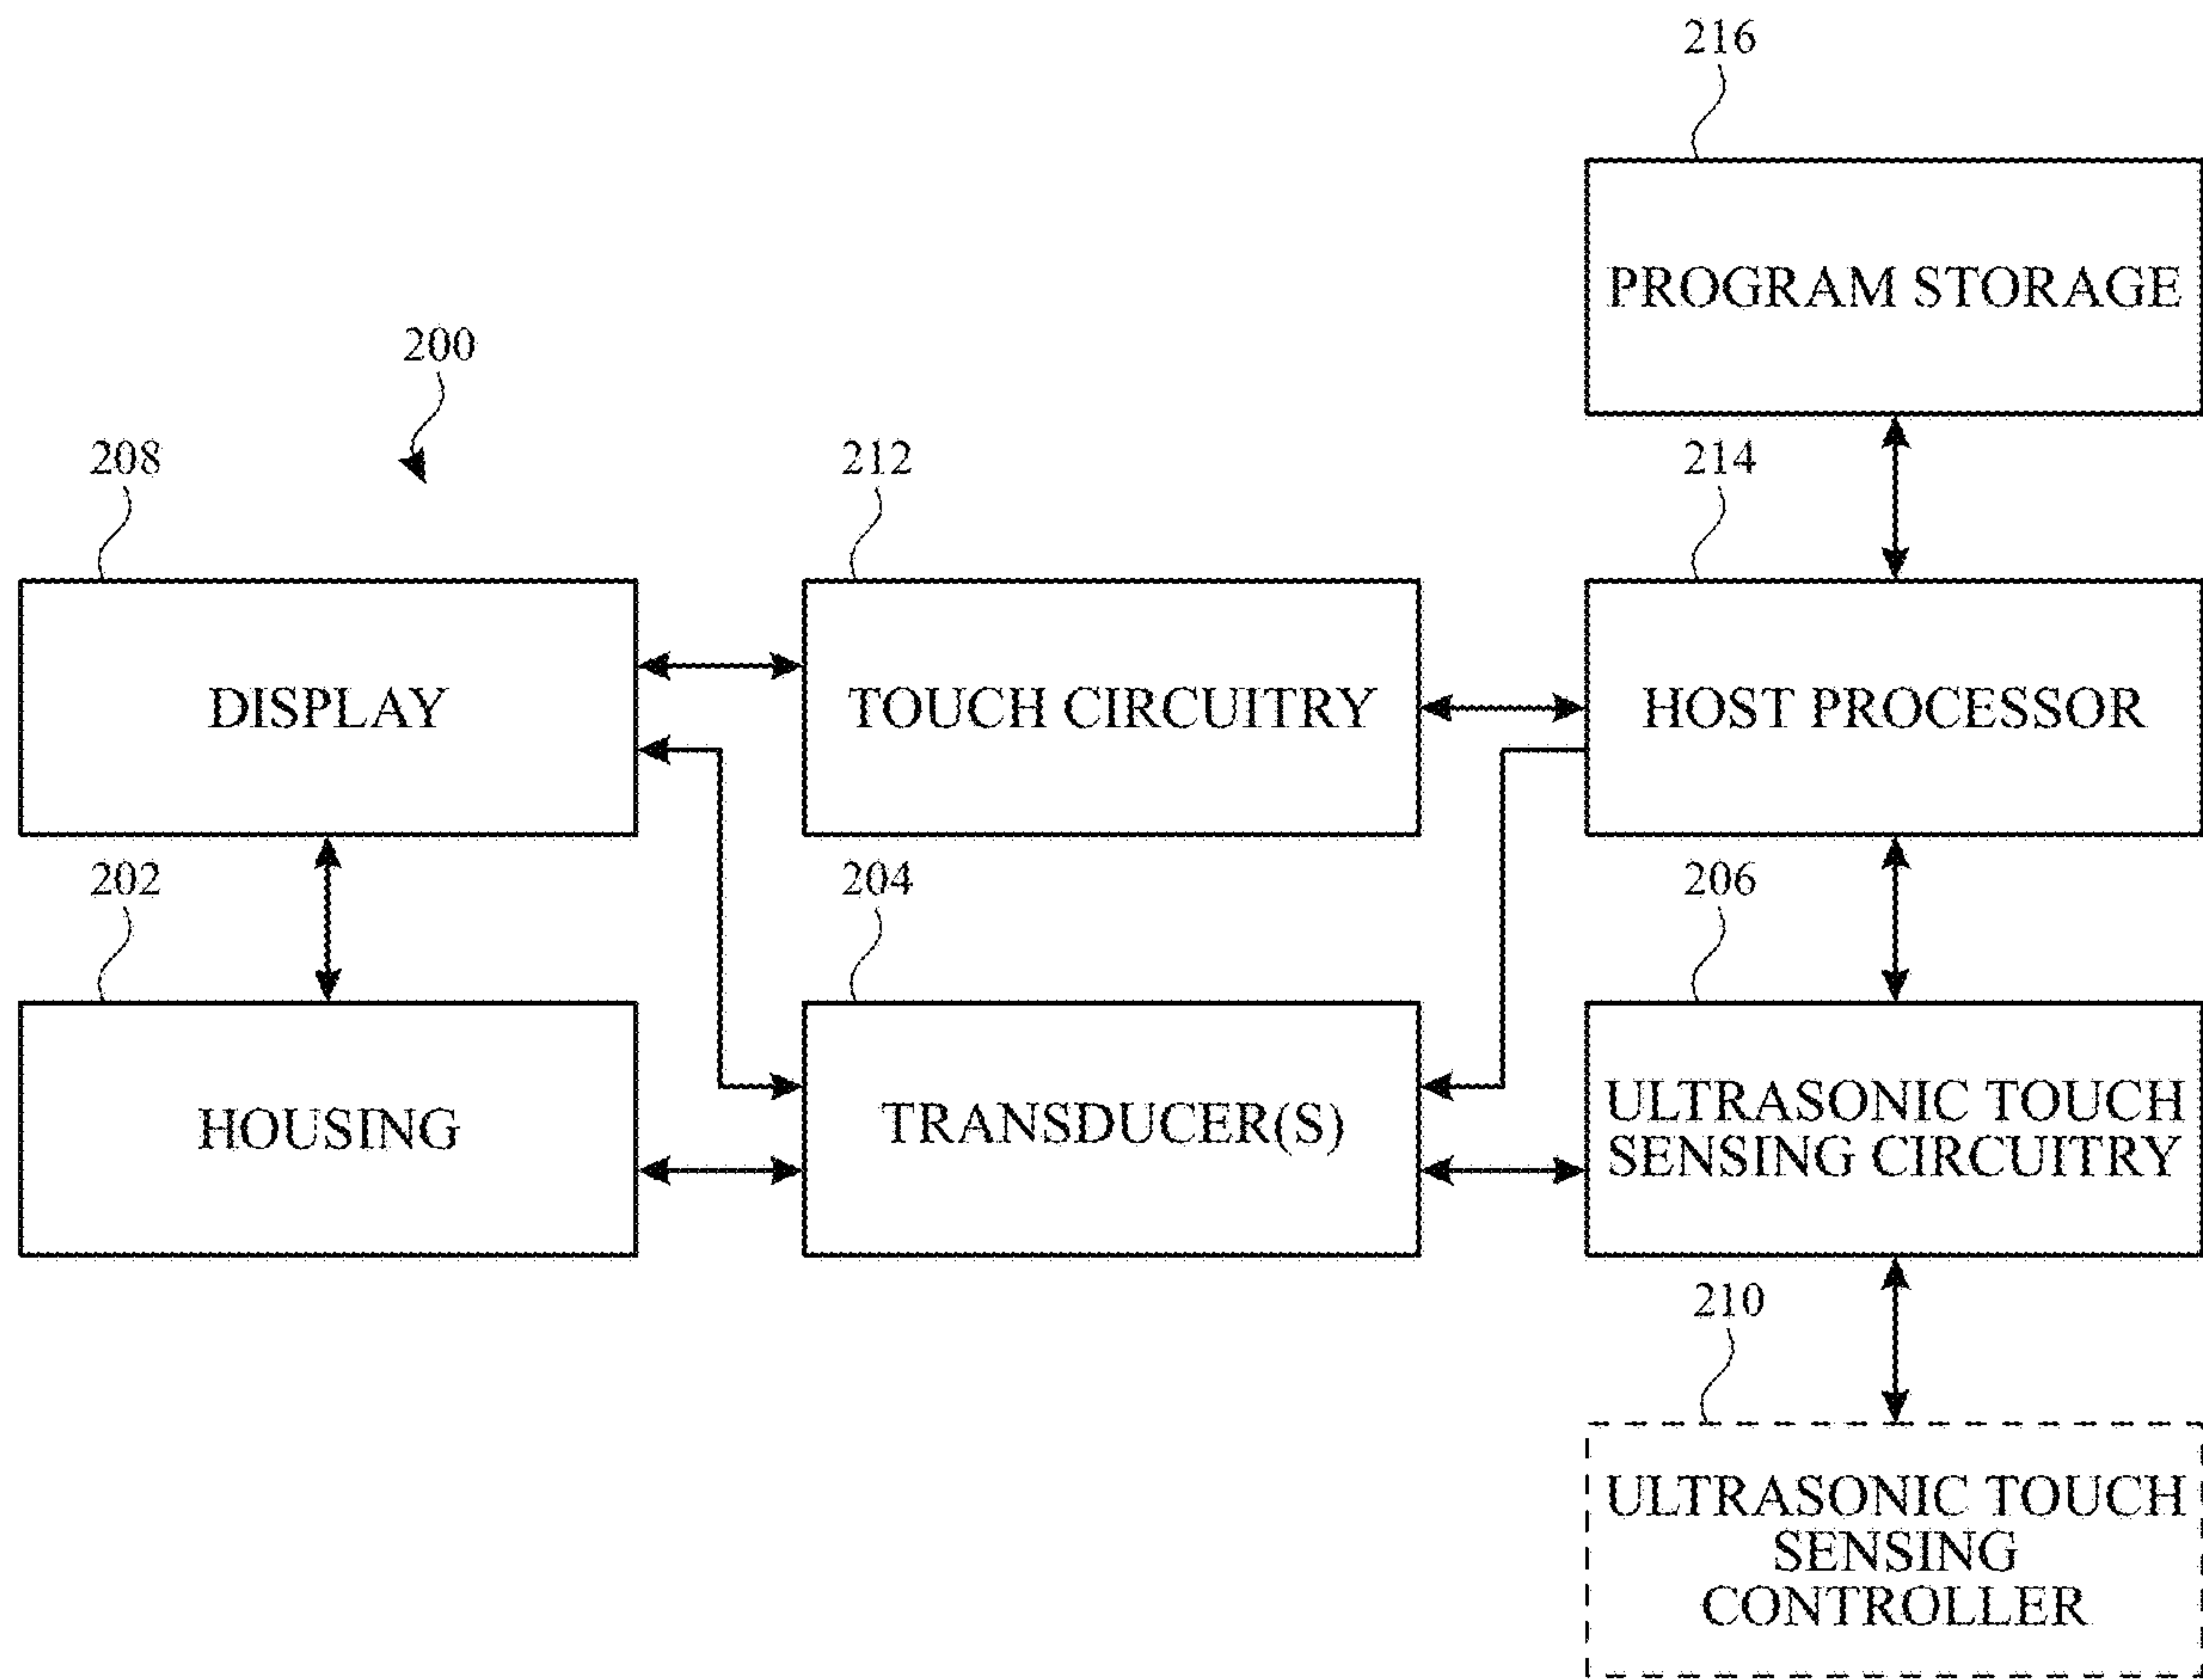 216
PROGRAM STORAGE
200
208
212
214
DISPLAY
TOUCH CIRCUITRY
HOST PROCESSOR
202
204
206
HOUSING
TRANSDUCER(S)
ULTRASONIC TOUCH
SENSING CIRCUITRY
210
ULTRASONIC TOUCH
SENSING
CONTROLLER